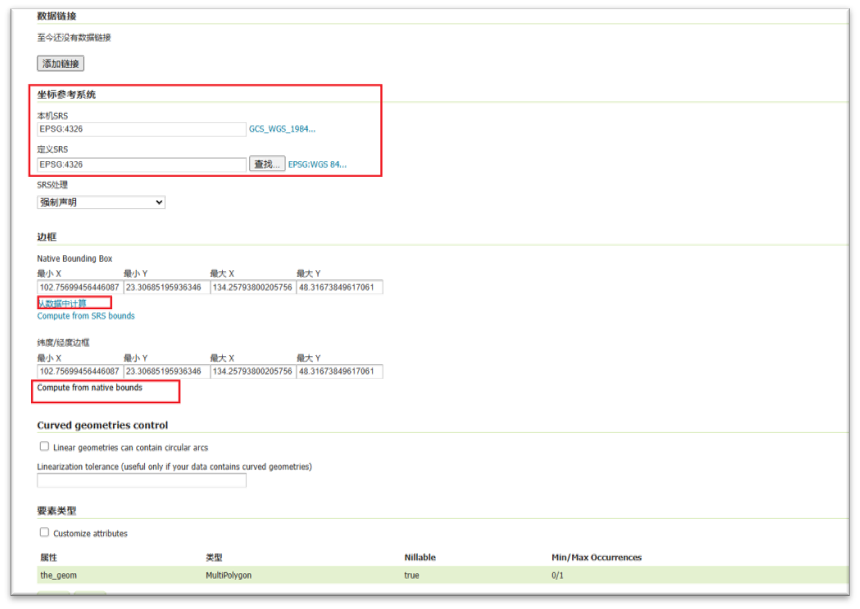 数据链接
至今还没有数据链接
添加链接
坐标参考系统
本机SRS
EPSG:4326 GCS_WGS_1984...
定义SRS
EPSG:4326 查找... EPSG:WGS 84...
SRS处理
强制声明
边框
Native Bounding Box
最小 X 最小 Y 最大 X 最大 Y
102.75699456446087 23.30685195936346 134.25793800205756 48.31673849617061
从数据中计算
Compute from SRS bounds
纬度/经度边框
最小 X 最小 Y 最大 X 最大 Y
102.75699456446087 23.30685195936346 134.25793800205756 48.31673849617061
Compute from native bounds
Curved geometries control
Linear geometries can contain circular arcs
Linearization tolerance (useful only if your data contains curved geometries)
要素类型
Customize attributes
属性 类型 Nillable Min/Max Occurrences
the_geom MultiPolygon true 0/1